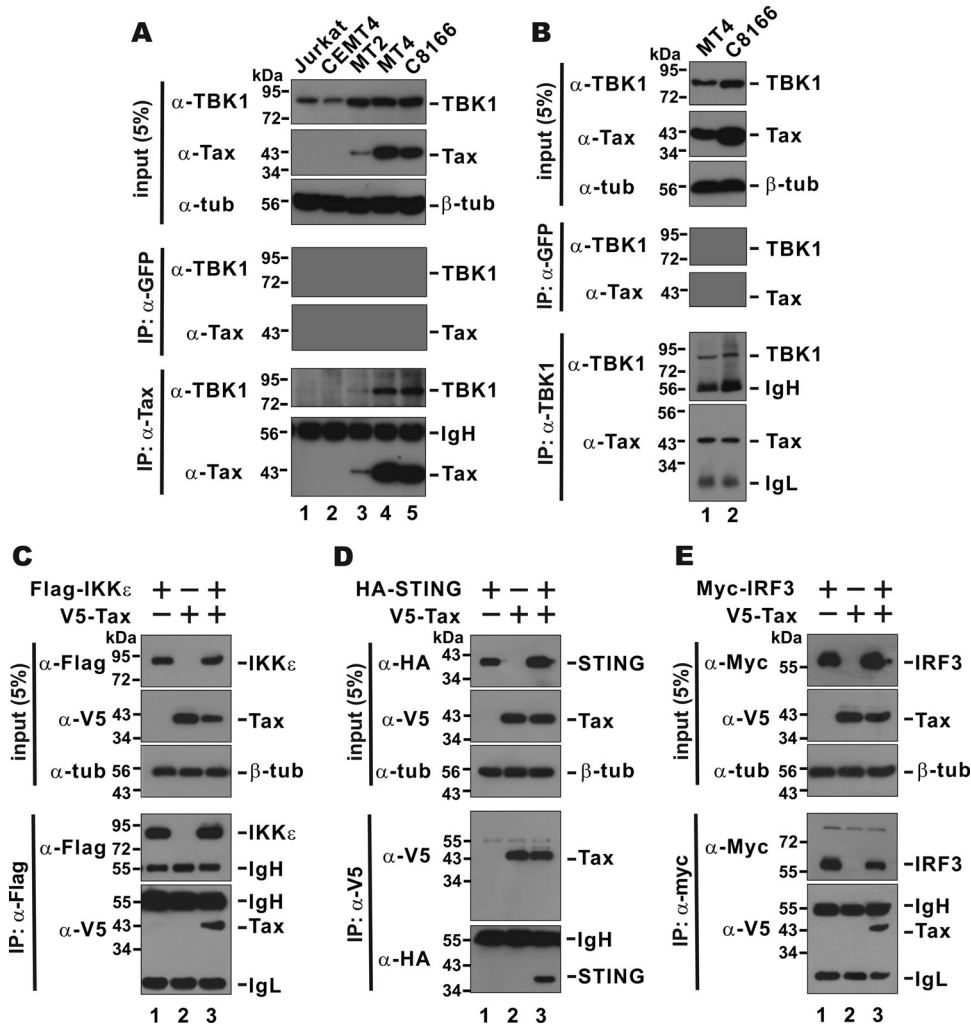 A
Jurkat CEMT4 MT2 MT4 C8166
kDa
input (5%)
α-TBK1 95 72 TBK1
α-Tax 43 34 Tax
α-tub 56 β-tub
IP: α-GFP
α-TBK1 95 72 TBK1
α-Tax 43 Tax
IP: α-Tax
α-TBK1 95 72 TBK1
56 IgH
α-Tax 43 Tax
1 2 3 4 5
B
MT4 C8166
kDa
input (5%)
α-TBK1 95 72 TBK1
α-Tax 43 34 Tax
α-tub 56 β-tub
IP: α-GFP
α-TBK1 95 72 TBK1
α-Tax 43 Tax
IP: α-TBK1
α-TBK1 95 72 56 TBK1 IgH
α-Tax 56 43 34 Tax IgL
1 2
C
Flag-IKKε + − +
V5-Tax − + +
kDa
input (5%)
α-Flag 95 72 IKKε
α-V5 43 34 Tax
α-tub 56 43 β-tub
IP: α-Flag
α-Flag 95 72 55 IKKε IgH
α-V5 55 43 34 IgH Tax IgL
1 2 3
D
HA-STING + − +
V5-Tax − + +
kDa
input (5%)
α-HA 43 34 STING
α-V5 43 34 Tax
α-tub 56 43 β-tub
IP: α-V5
α-V5 55 43 34 Tax
α-HA 55 43 34 IgH STING
1 2 3
E
Myc-IRF3 + − +
V5-Tax − + +
kDa
input (5%)
α-Myc 55 IRF3
α-V5 43 34 Tax
α-tub 56 43 β-tub
IP: α-myc
α-Myc 72 55 IRF3
α-V5 55 43 34 IgH Tax IgL
1 2 3